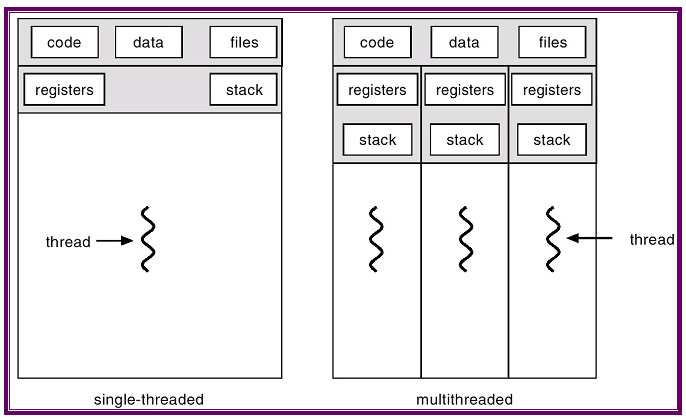 code data files
registers stack
thread
single-threaded
code data files
registers registers registers
stack stack stack
thread
multithreaded